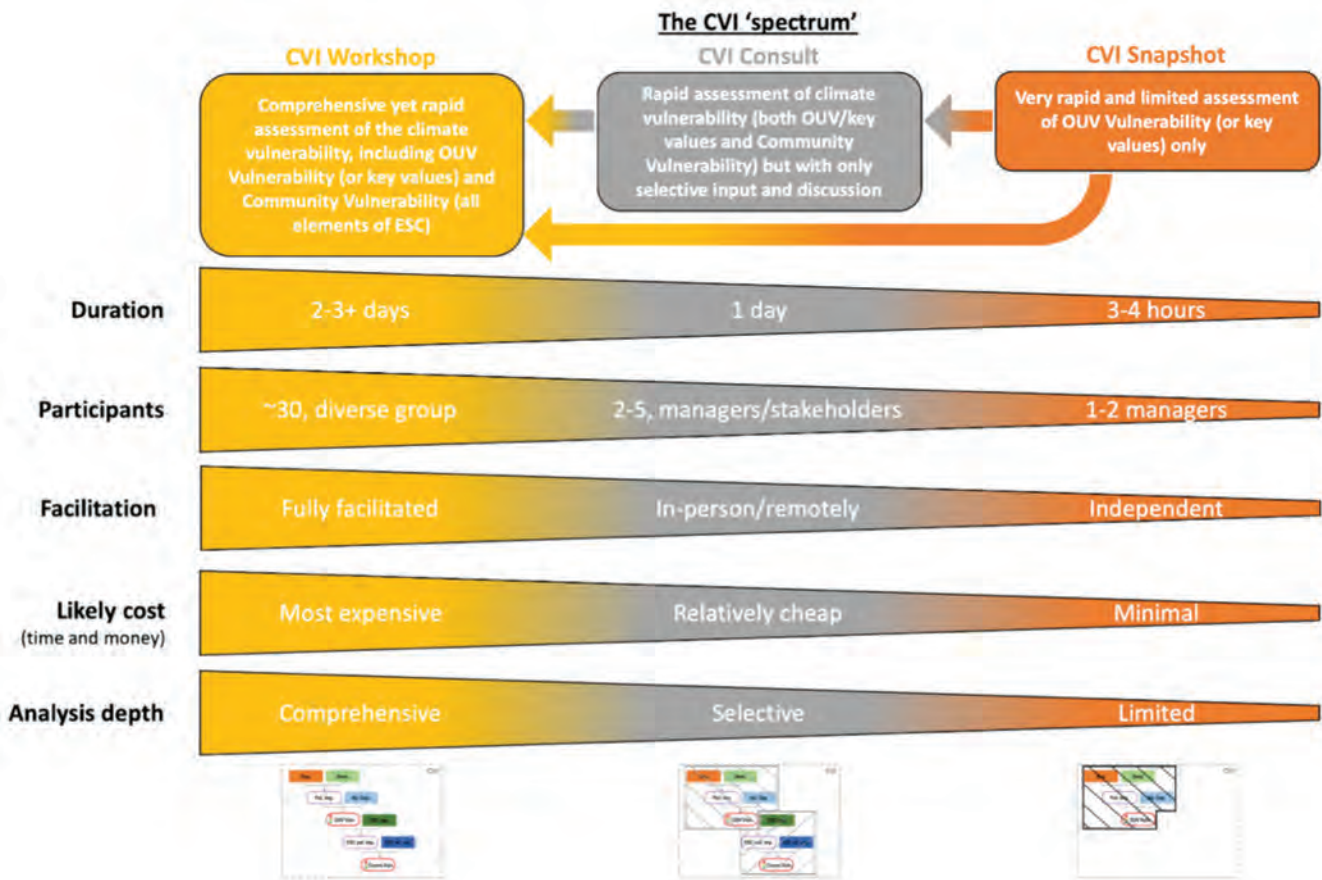 The CVI ‘spectrum’
CVI Workshop
CVI Consult
CVI Snapshot
Comprehensive yet rapid
assessment of the climate
vulnerability, including OUV
Vulnerability (or key values) and
Community Vulnerability (all
elements of ESC)
Rapid assessment of climate
vulnerability (both OUV/key
values and Community
Vulnerability) but with only
selective input and discussion
Very rapid and limited assessment
of OUV Vulnerability (or key
values) only
Duration
2-3+ days
1 day
3-4 hours
Participants
~30, diverse group
2-5, managers/stakeholders
1-2 managers
Facilitation
Fully facilitated
In-person/remotely
Independent
Likely cost
(time and money)
Most expensive
Relatively cheap
Minimal
Analysis depth
Comprehensive
Selective
Limited